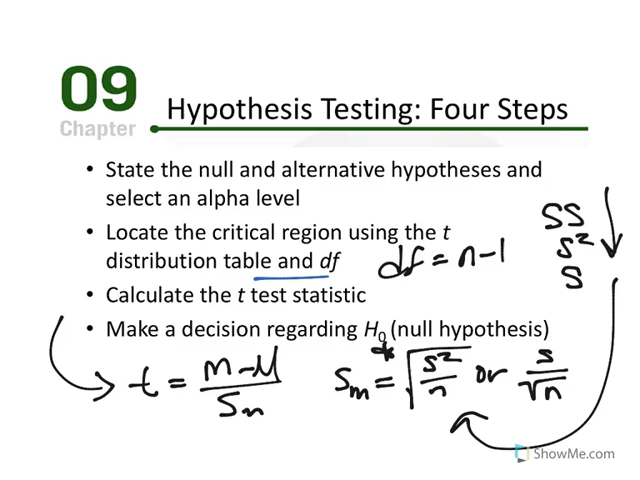 09
Chapter
Hypothesis Testing: Four Steps
• State the null and alternative hypotheses and
select an alpha level
• Locate the critical region using the t
distribution table and df
df = n-1
SS
s²
s
• Calculate the t test statistic
• Make a decision regarding H₀ (null hypothesis)
t = (m - μ) / Sm
*
Sm = √(s²/n) or s/√n
ShowMe.com